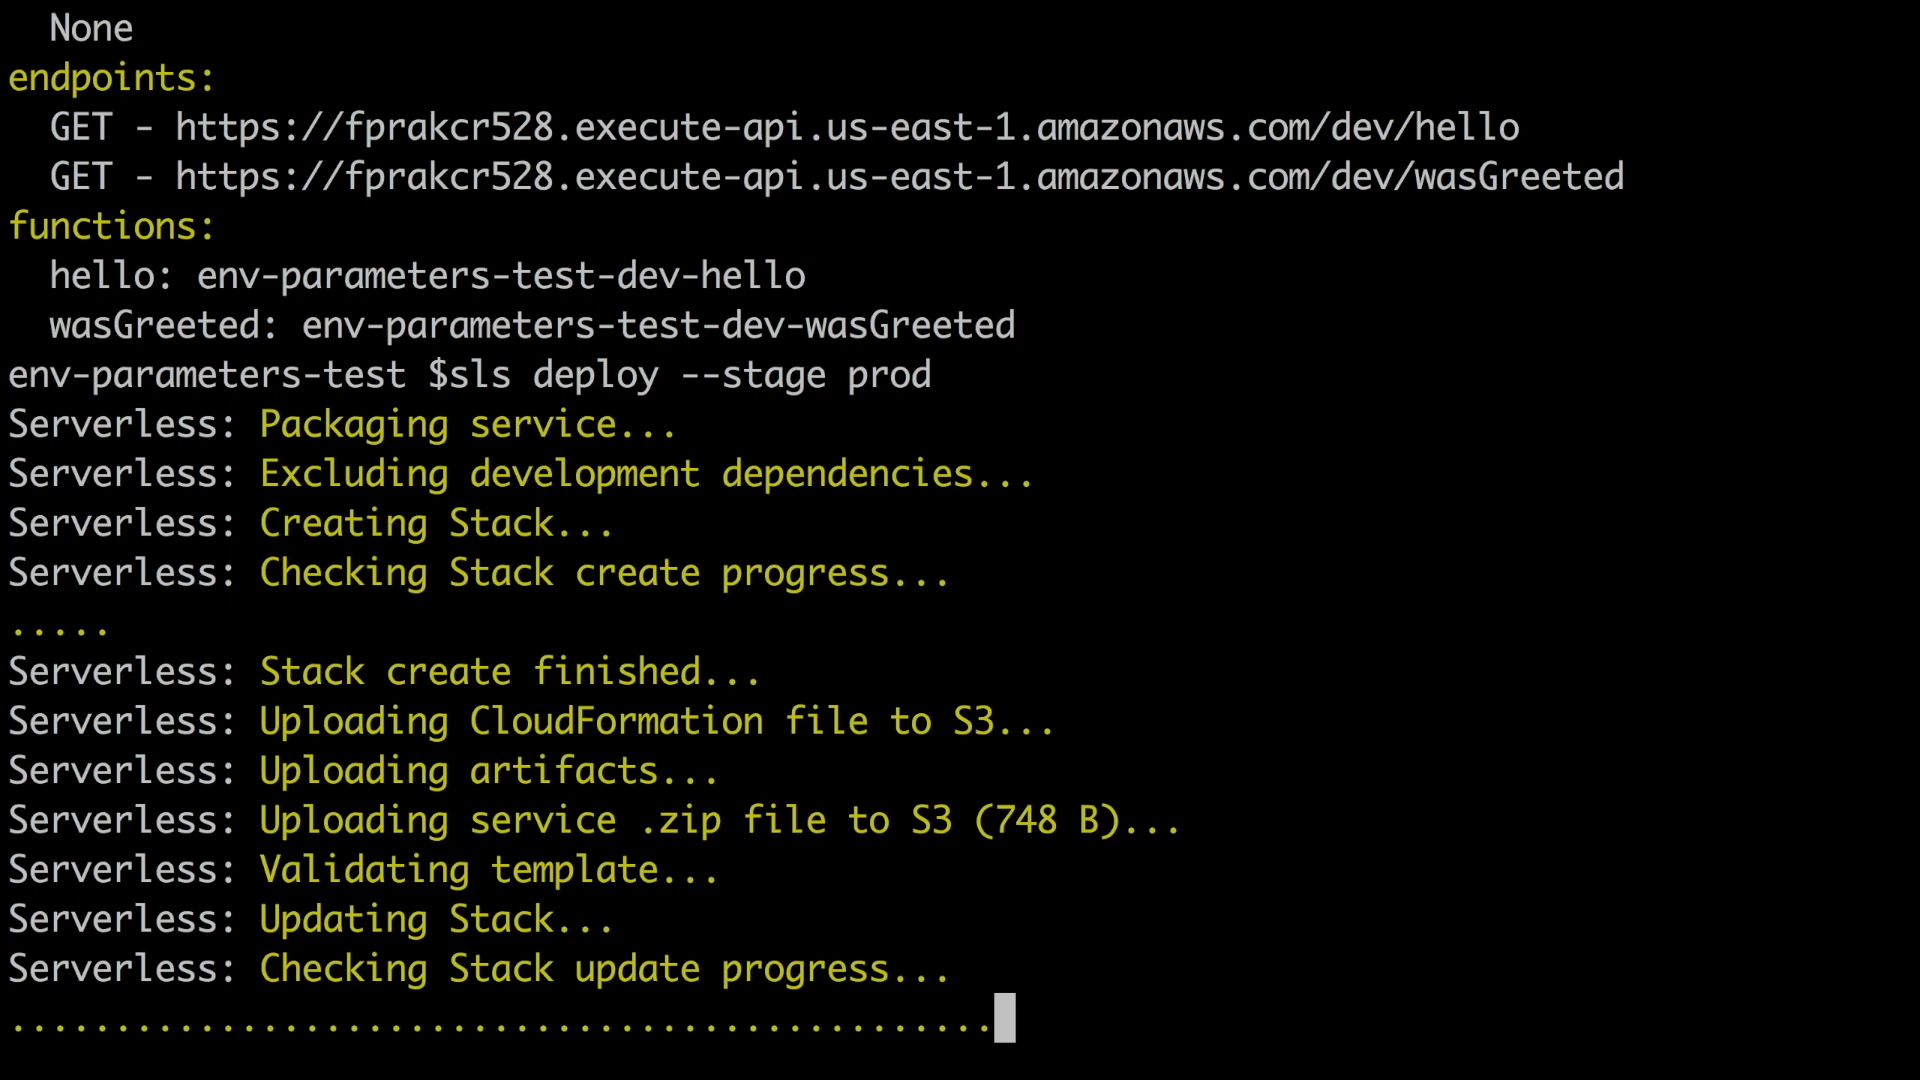 None
endpoints:
GET - https://fprakcr528.execute-api.us-east-1.amazonaws.com/dev/hello
GET - https://fprakcr528.execute-api.us-east-1.amazonaws.com/dev/wasGreeted
functions:
hello: env-parameters-test-dev-hello
wasGreeted: env-parameters-test-dev-wasGreeted
env-parameters-test $sls deploy --stage prod
Serverless: Packaging service...
Serverless: Excluding development dependencies...
Serverless: Creating Stack...
Serverless: Checking Stack create progress...
.....
Serverless: Stack create finished...
Serverless: Uploading CloudFormation file to S3...
Serverless: Uploading artifacts...
Serverless: Uploading service .zip file to S3 (748 B)...
Serverless: Validating template...
Serverless: Updating Stack...
Serverless: Checking Stack update progress...
...............................................